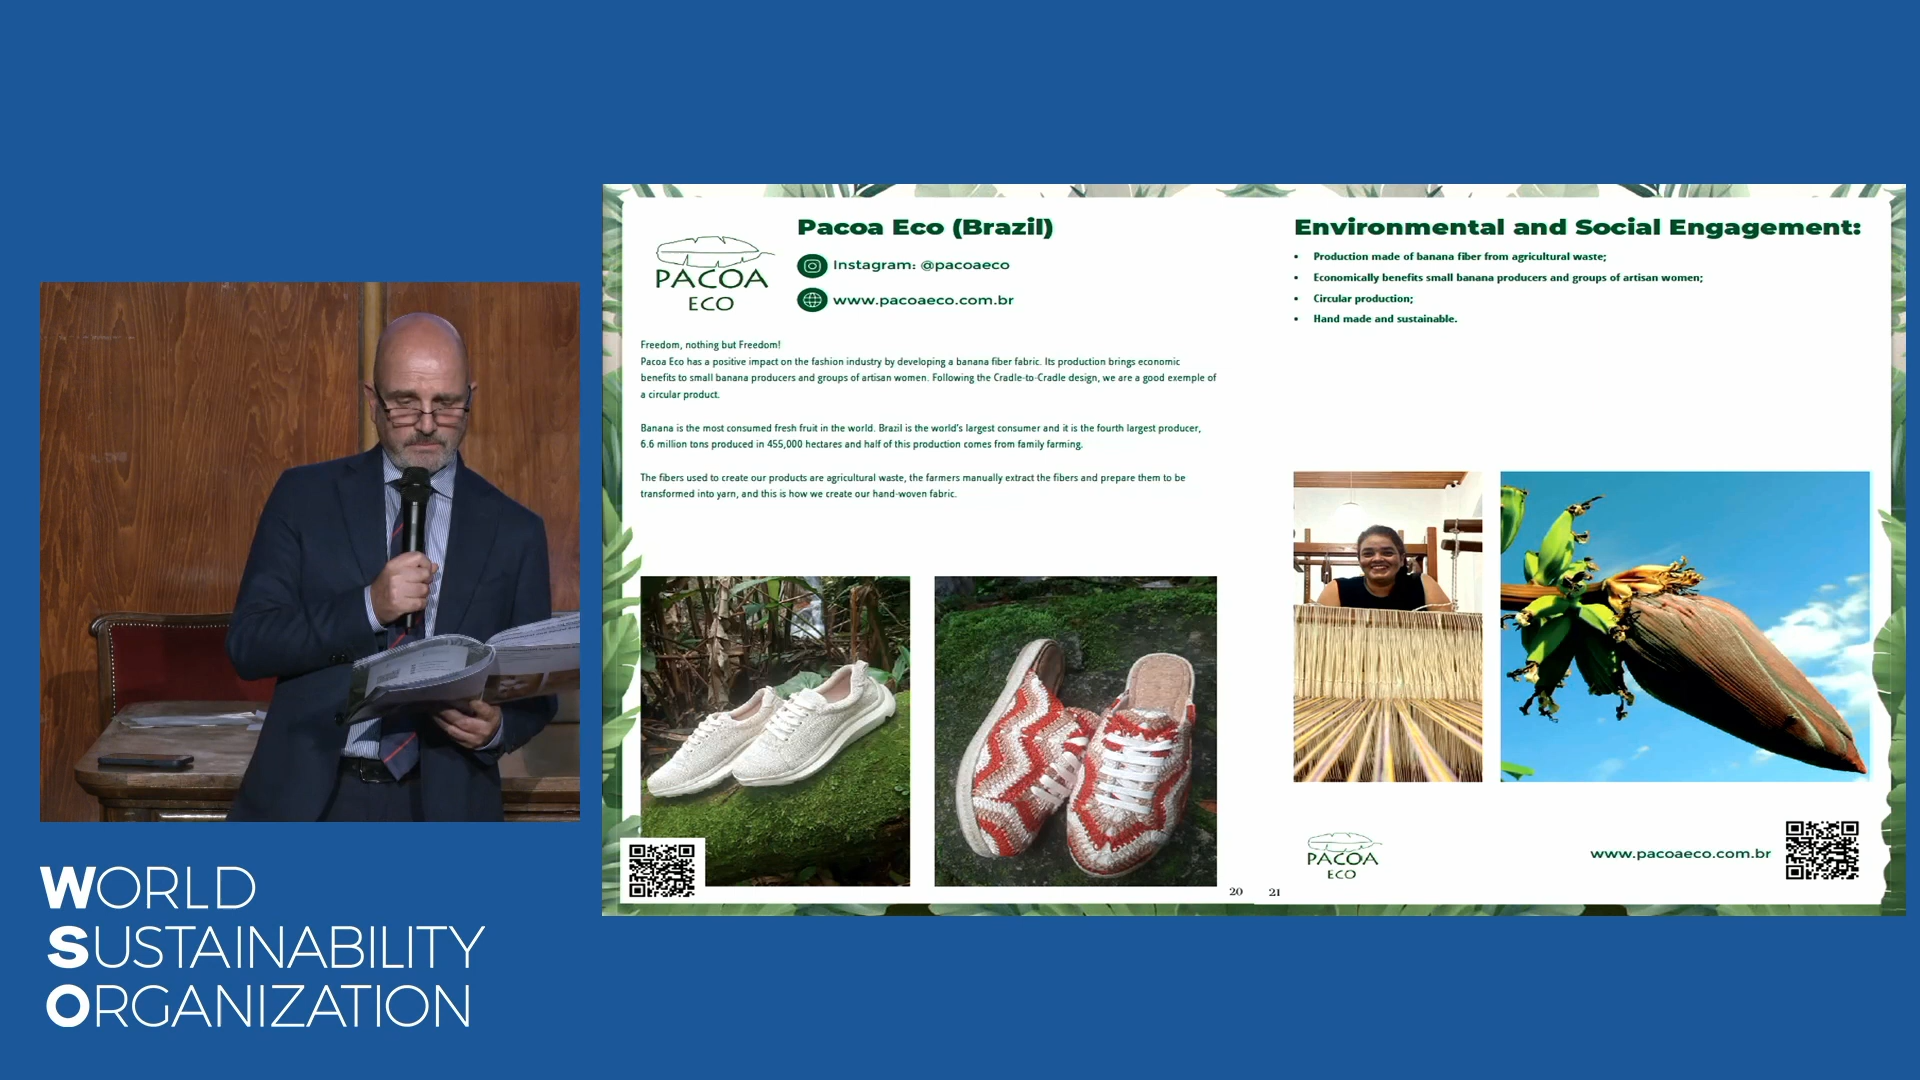 WORLD
SUSTAINABILITY
ORGANIZATION
PACOA
ECO
Pacoa Eco (Brazil)
Instagram: @pacoaeco
www.pacoaeco.com.br
Freedom, nothing but Freedom!
Pacoa Eco has a positive impact on the fashion industry by developing a banana fiber fabric. Its production brings economic
benefits to small banana producers and groups of artisan women. Following the Cradle-to-Cradle design, we are a good exemple of
a circular product.
Banana is the most consumed fresh fruit in the world. Brazil is the world's largest consumer and it is the fourth largest producer,
6.6 million tons produced in 455,000 hectares and half of this production comes from family farming.
The fibers used to create our products are agricultural waste, the farmers manually extract the fibers and prepare them to be
transformed into yarn, and this is how we create our hand-woven fabric.
20
Environmental and Social Engagement:
• Production made of banana fiber from agricultural waste;
• Economically benefits small banana producers and groups of artisan women;
• Circular production;
• Hand made and sustainable.
PACOA
ECO
www.pacoaeco.com.br
21